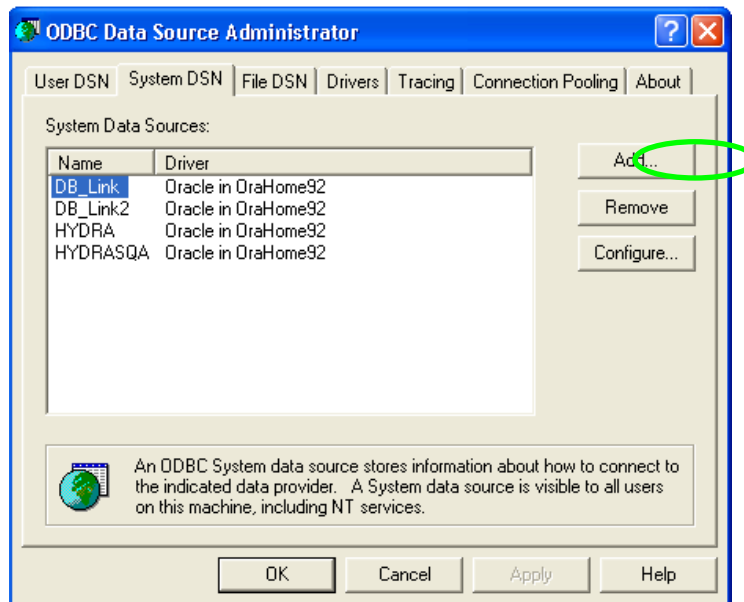 ODBC Data Source Administrator
User DSN System DSN File DSN Drivers Tracing Connection Pooling About
System Data Sources:
Name Driver Add...
DB_Link Oracle in OraHome92
DB_Link2 Oracle in OraHome92 Remove
HYDRA Oracle in OraHome92
HYDRASQA Oracle in OraHome92 Configure...
An ODBC System data source stores information about how to connect to
the indicated data provider. A System data source is visible to all users
on this machine, including NT services.
OK Cancel Apply Help